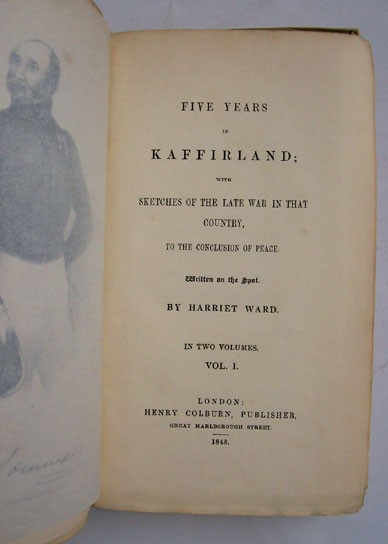 FIVE YEARS
IN
KAFFIRLAND;
WITH
SKETCHES OF THE LATE WAR IN THAT
COUNTRY,
TO THE CONCLUSION OF PEACE.
Written on the Spot.
BY HARRIET WARD.
IN TWO VOLUMES.
VOL. I.
LONDON:
HENRY COLBURN, PUBLISHER,
GREAT MARLBOROUGH STREET.
1848.